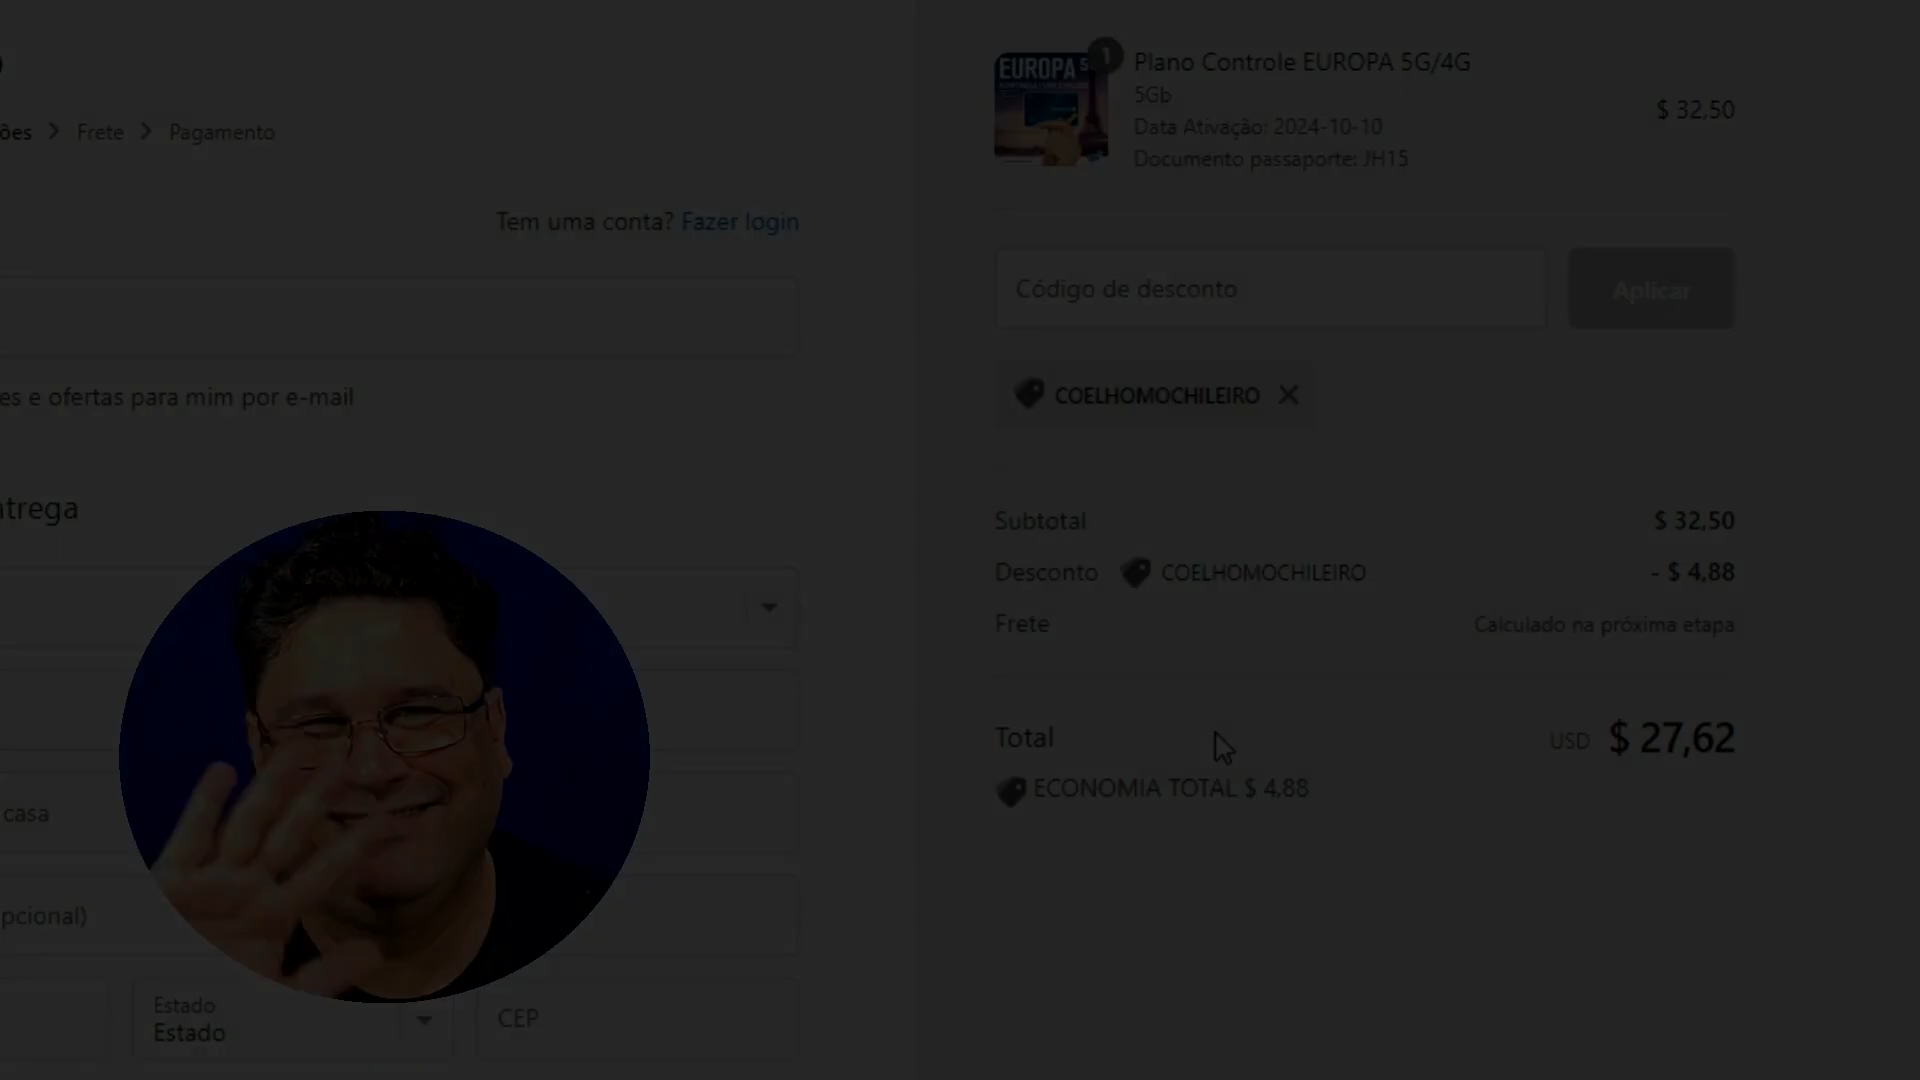 ões > Frete > Pagamento
Tem uma conta? Fazer login
es e ofertas para mim por e-mail
ntrega
casa
pcional)
Estado
Estado
CEP
EUROPA 5
1
Plano Controle EUROPA 5G/4G
5Gb
Data Ativação: 2024-10-10
Documento passaporte: JH15
$ 32,50
Código de desconto
Aplicar
COELHOMOCHILEIRO
Subtotal $ 32,50
Desconto COELHOMOCHILEIRO - $ 4,88
Frete Calculado na próxima etapa
Total USD $ 27,62
ECONOMIA TOTAL $ 4,88